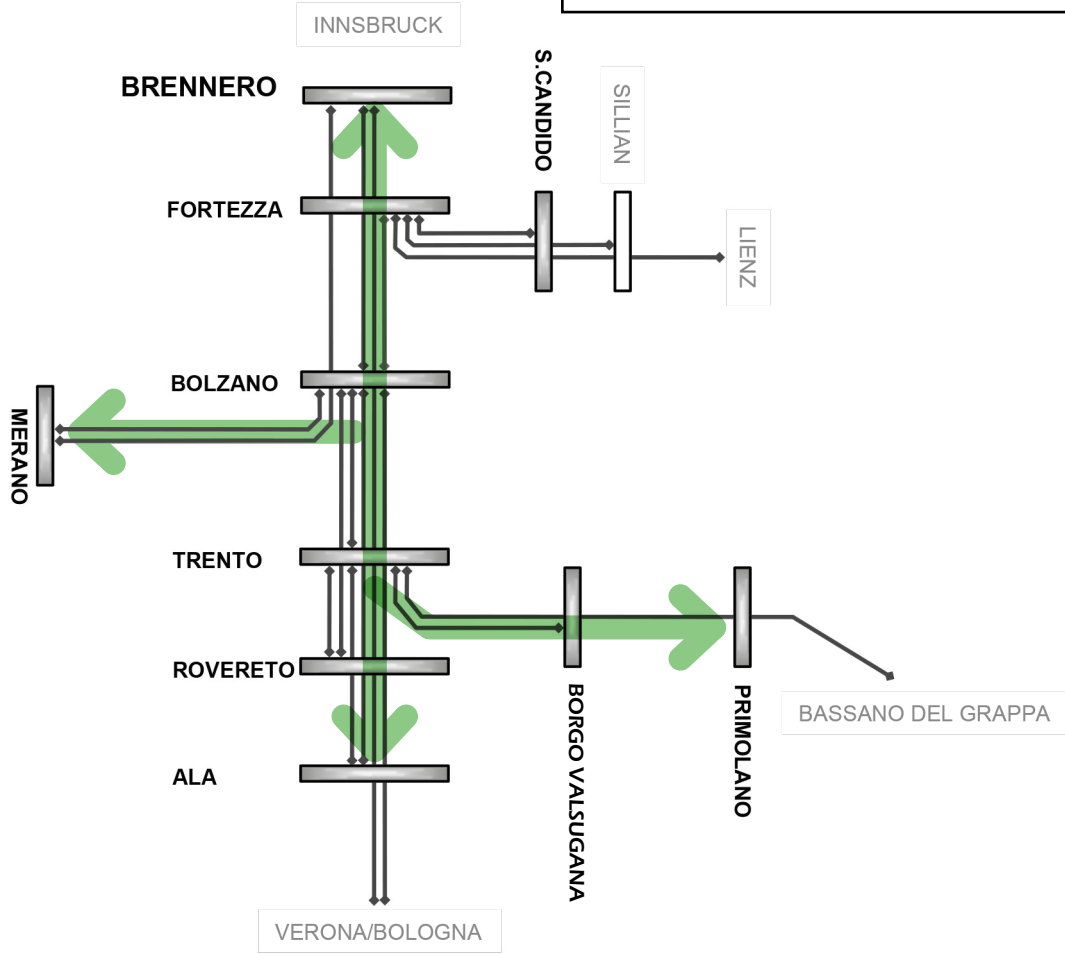 INNSBRUCK
BRENNERO
S.CANDIDO
SILLIAN
FORTEZZA
LIENZ
BOLZANO
MERANO
TRENTO
ROVERETO
BORGO VALSUGANA
PRIMOLANO
BASSANO DEL GRAPPA
ALA
VERONA/BOLOGNA